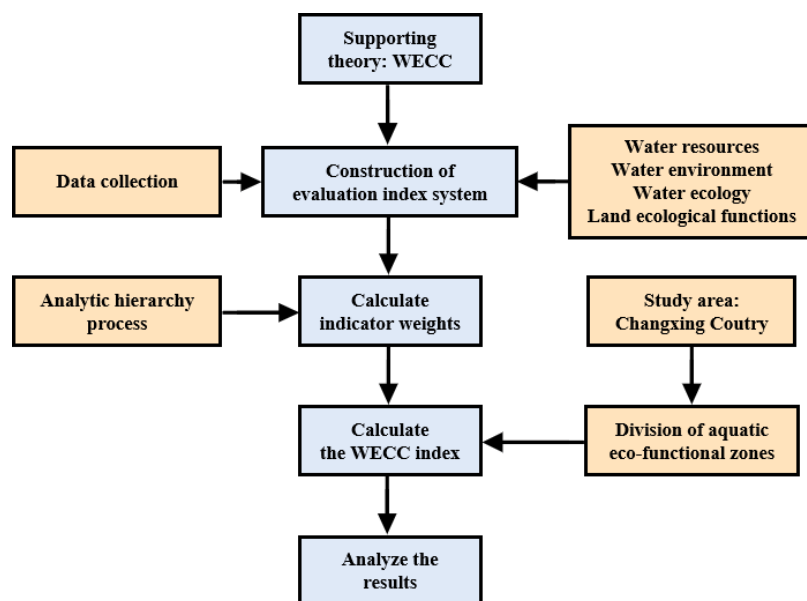 Supporting
theory: WECC
Data collection
Construction of
evaluation index system
Water resources
Water environment
Water ecology
Land ecological functions
Analytic hierarchy
process
Calculate
indicator weights
Study area:
Changxing Coutry
Calculate
the WECC index
Division of aquatic
eco-functional zones
Analyze the
results